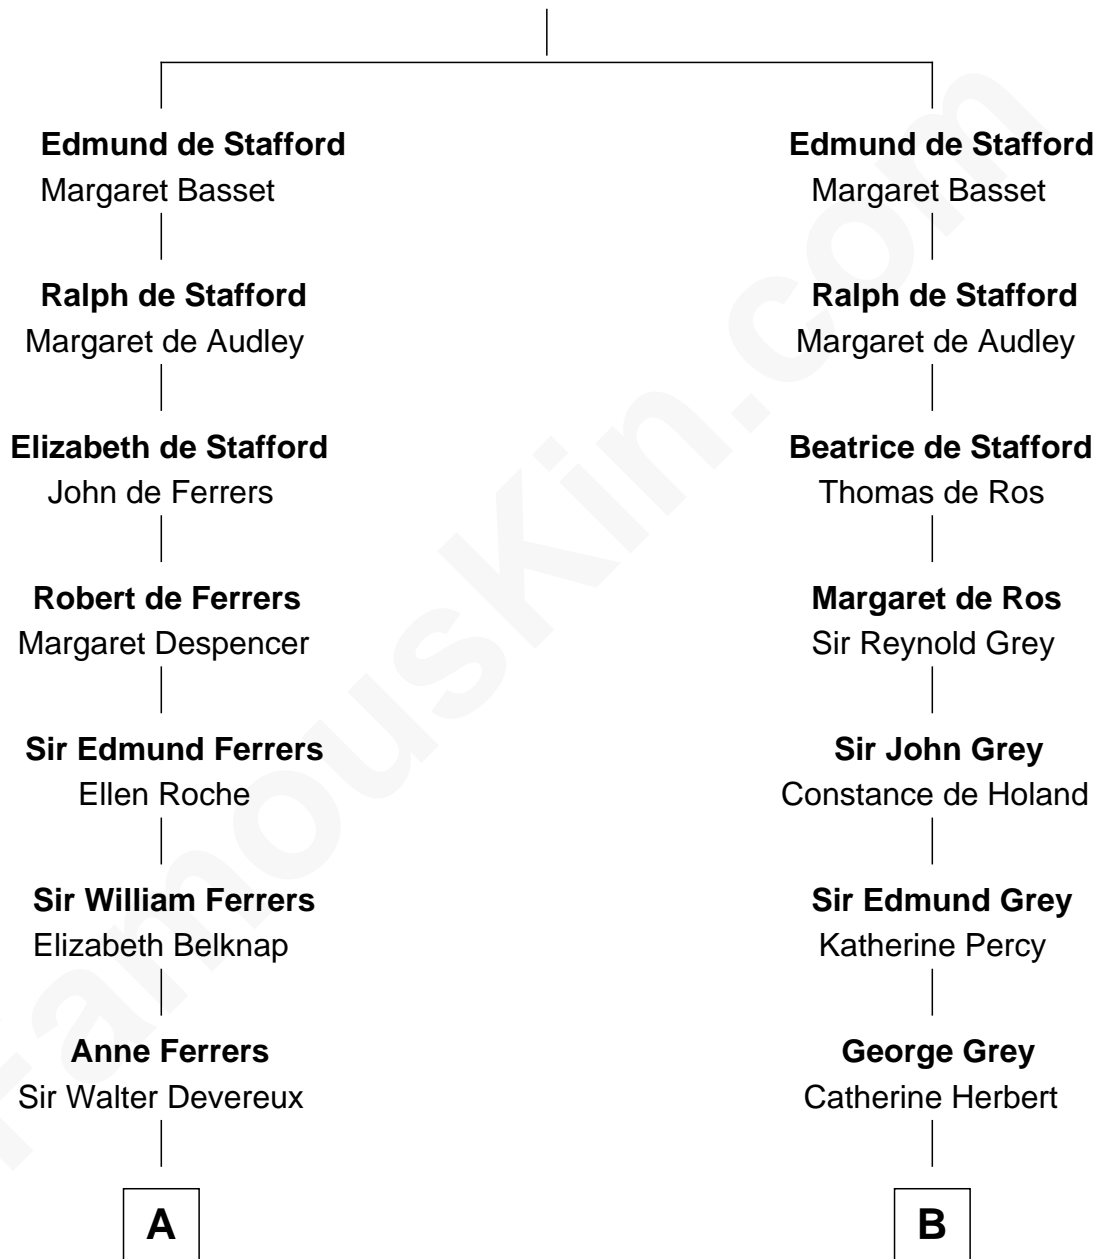 Edmund de Stafford
Margaret Basset
Ralph de Stafford
Margaret de Audley
Elizabeth de Stafford
John de Ferrers
Robert de Ferrers
Margaret Despencer
Sir Edmund Ferrers
Ellen Roche
Sir William Ferrers
Elizabeth Belknap
Anne Ferrers
Sir Walter Devereux
A
Edmund de Stafford
Margaret Basset
Ralph de Stafford
Margaret de Audley
Beatrice de Stafford
Thomas de Ros
Margaret de Ros
Sir Reynold Grey
Sir John Grey
Constance de Holand
Sir Edmund Grey
Katherine Percy
George Grey
Catherine Herbert
B
FamousKin.com